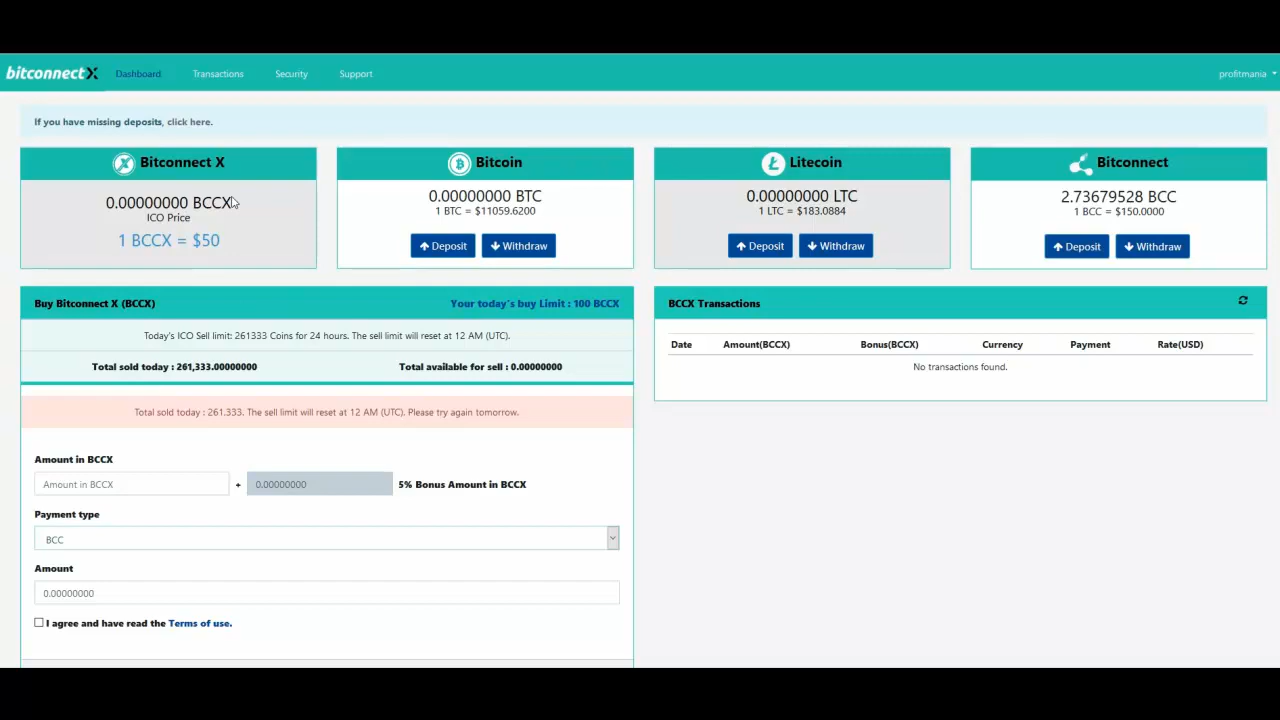 bitconnectX Dashboard Transactions Security Support profitmania
If you have missing deposits, click here.
Bitconnect X
0.00000000 BCCX
ICO Price
1 BCCX = $50
Bitcoin
0.00000000 BTC
1 BTC = $11059.6200
Deposit Withdraw
Litecoin
0.00000000 LTC
1 LTC = $183.0884
Deposit Withdraw
Bitconnect
2.73679528 BCC
1 BCC = $150.0000
Deposit Withdraw
Buy Bitconnect X (BCCX) Your today's buy Limit : 100 BCCX
Today's ICO Sell limit: 261333 Coins for 24 hours. The sell limit will reset at 12 AM (UTC).
Total sold today : 261,333.00000000 Total available for sell : 0.00000000
Total sold today : 261.333. The sell limit will reset at 12 AM (UTC). Please try again tomorrow.
Amount in BCCX
Amount in BCCX + 0.00000000 5% Bonus Amount in BCCX
Payment type
BCC
Amount
0.00000000
I agree and have read the Terms of use.
BCCX Transactions
Date Amount(BCCX) Bonus(BCCX) Currency Payment Rate(USD)
No transactions found.